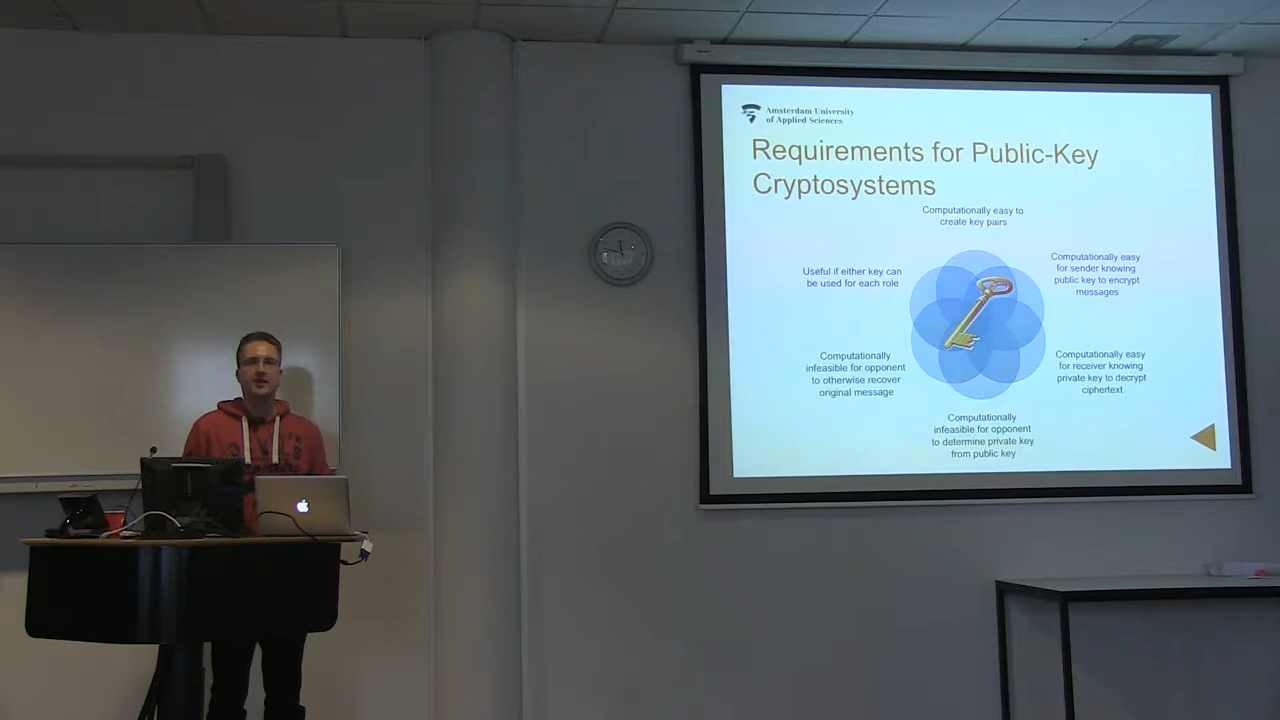 Amsterdam University
of Applied Sciences
Requirements for Public-Key
Cryptosystems
Computationally easy to
create key pairs
Computationally easy
for sender knowing
public key to encrypt
messages
Computationally easy
for receiver knowing
private key to decrypt
ciphertext
Computationally
infeasible for opponent
to determine private key
from public key
Computationally
infeasible for opponent
to otherwise recover
original message
Useful if either key can
be used for each role